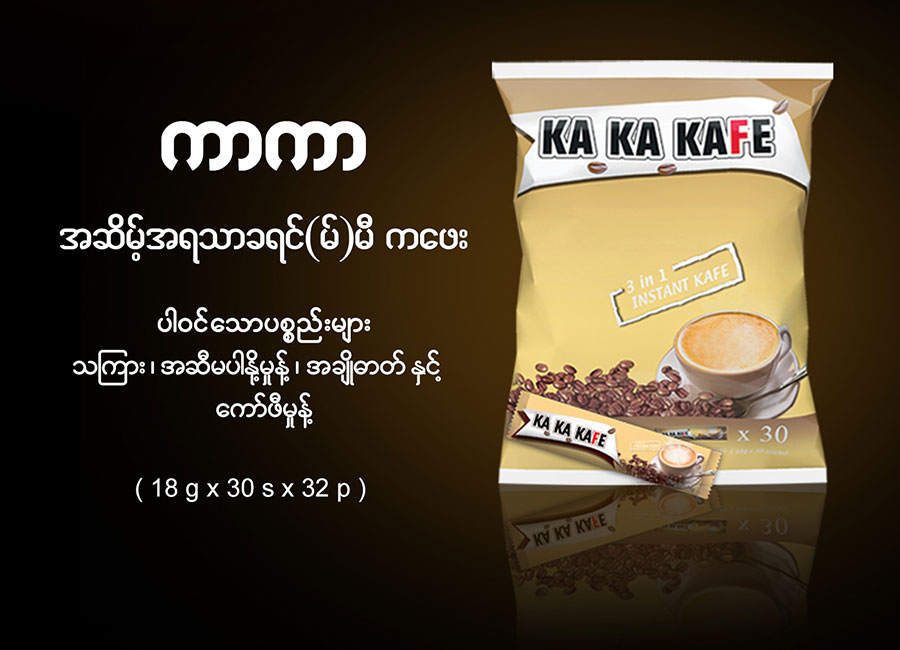 ကာကာ
အဆိမ့်အရသာခရင်(မ်)မီ ကဖေး
ပါဝင်သောပစ္စည်းများ
သကြား၊ အဆီမပါနို့မှုန့်၊ အချိုဓာတ် နှင့်
ကော်ဖီမှုန့်
( 18 g x 30 s x 32 p )
KA KA KAFE
3 in 1
INSTANT KAFE
x 30
KA KA KAFE